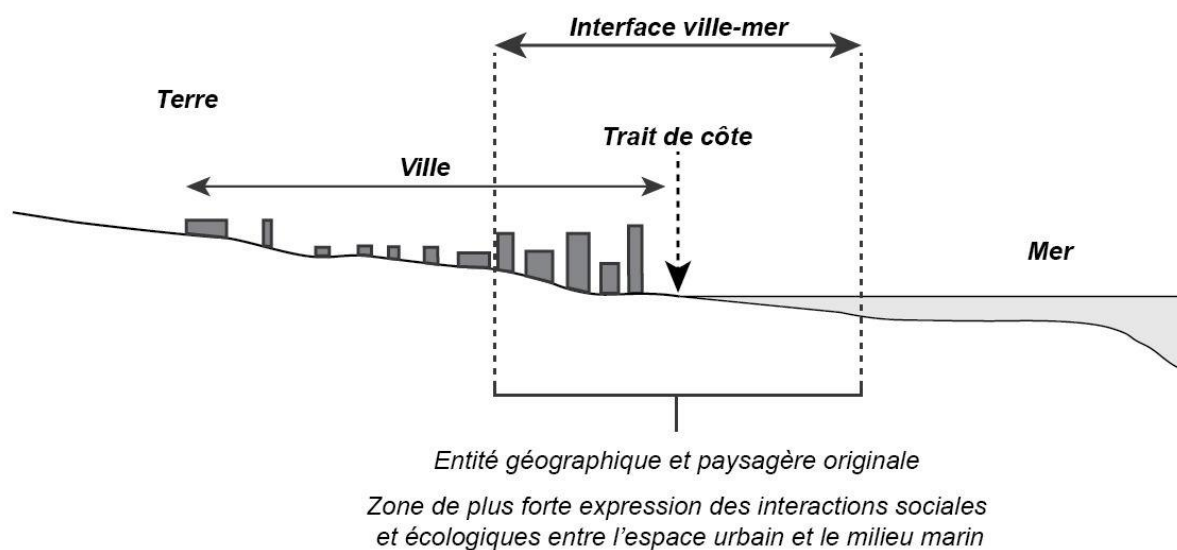 Interface ville-mer
Terre
Trait de côte
Ville
Mer
Entité géographique et paysagère originale
Zone de plus forte expression des interactions sociales
et écologiques entre l'espace urbain et le milieu marin